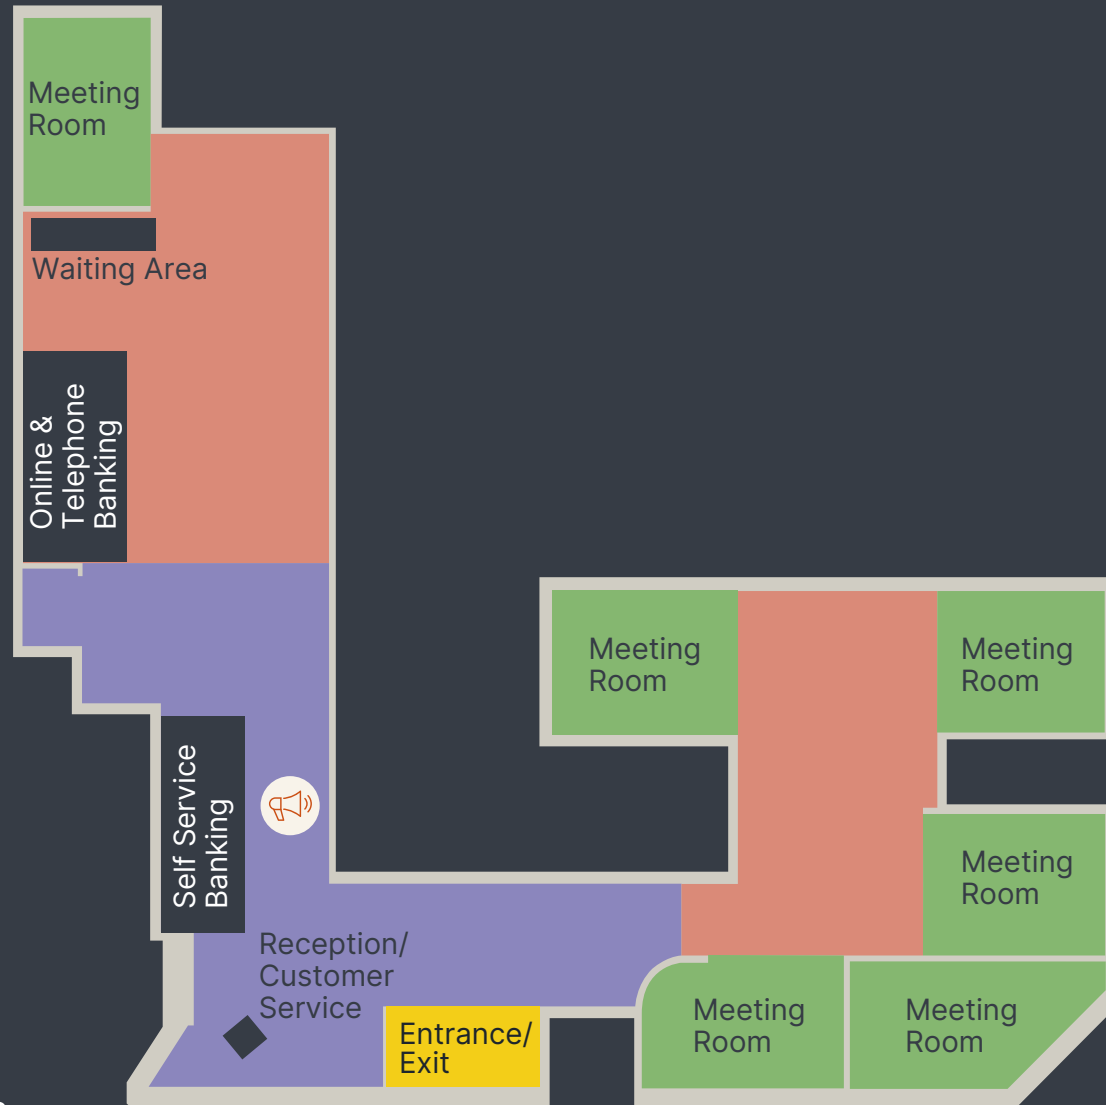 Meeting
Room
Waiting Area
Online &
Telephone
Banking
Meeting
Room
Meeting
Room
Self Service
Banking
Meeting
Room
Reception/
Customer
Service
Entrance/
Exit
Meeting
Room
Meeting
Room